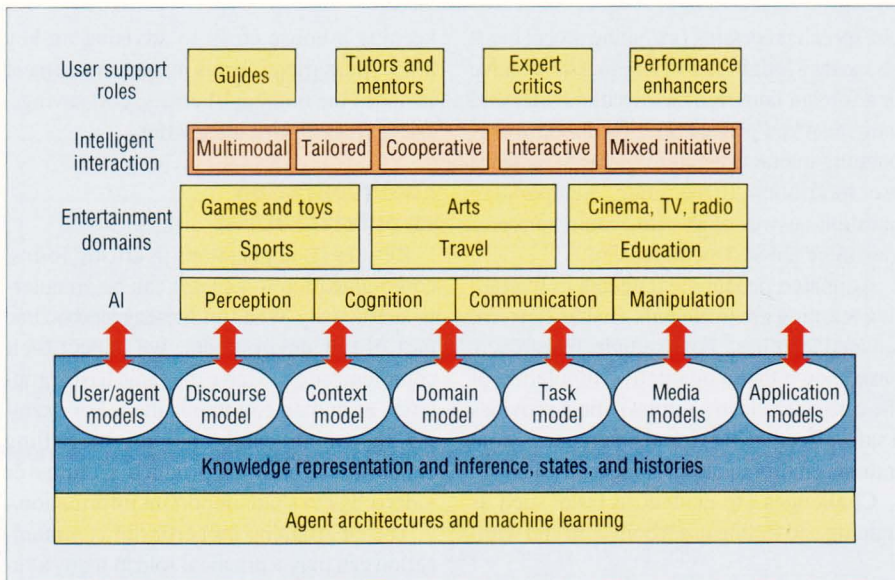 User support
roles
Guides
Tutors and
mentors
Expert
critics
Performance
enhancers
Intelligent
interaction
Multimodal
Tailored
Cooperative
Interactive
Mixed initiative
Entertainment
domains
Games and toys
Arts
Cinema, TV, radio
Sports
Travel
Education
AI
Perception
Cognition
Communication
Manipulation
User/agent
models
Discourse
model
Context
model
Domain
model
Task
model
Media
models
Application
models
Knowledge representation and inference, states, and histories
Agent architectures and machine learning